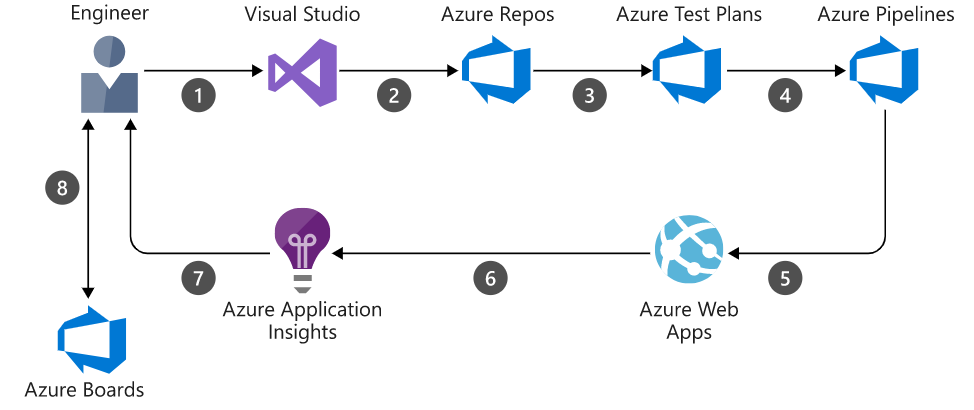 Engineer
Visual Studio
Azure Repos
Azure Test Plans
Azure Pipelines
1
2
3
4
8
7
6
5
Azure Application
Insights
Azure Web
Apps
Azure Boards